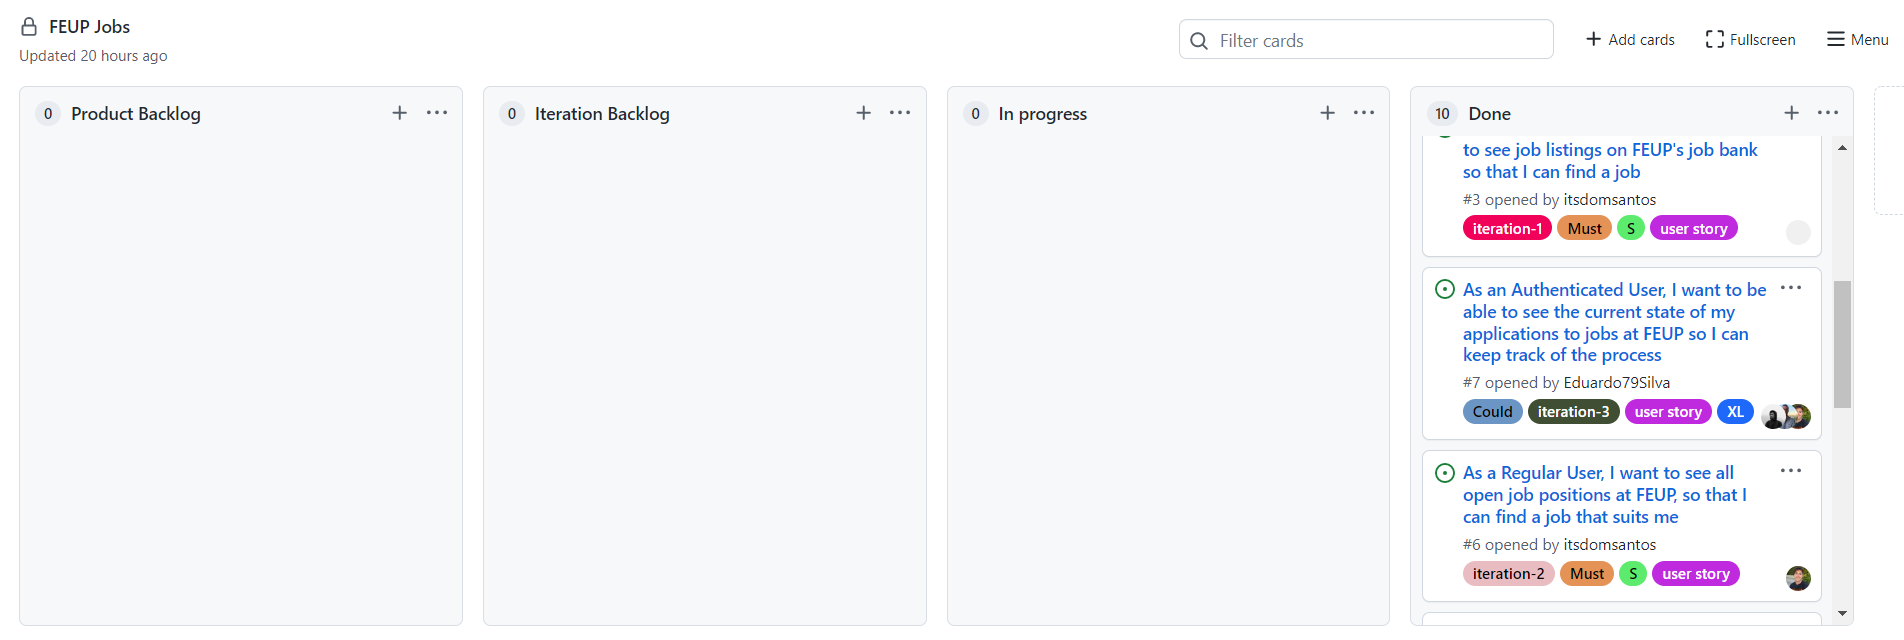 FEUP Jobs
Updated 20 hours ago
Filter cards
Add cards
Fullscreen
Menu
0 Product Backlog
0 Iteration Backlog
0 In progress
10 Done
to see job listings on FEUP's job bank
so that I can find a job
#3 opened by itsdomsantos
iteration-1 Must S user story
As an Authenticated User, I want to be
able to see the current state of my
applications to jobs at FEUP so I can
keep track of the process
#7 opened by Eduardo79Silva
Could iteration-3 user story XL
As a Regular User, I want to see all
open job positions at FEUP, so that I
can find a job that suits me
#6 opened by itsdomsantos
iteration-2 Must S user story